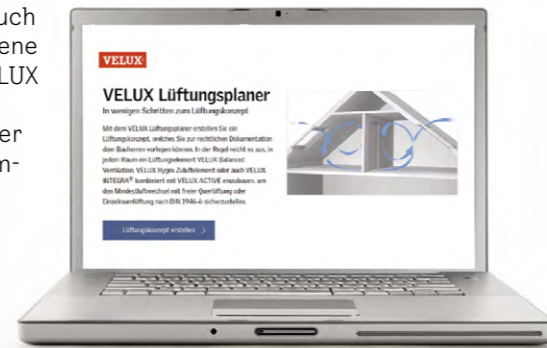 uch
ene
LUX
er
m-
VELUX
VELUX Lüftungsplaner
In wenigen Schritten zum Lüftungskonzept
Mit dem VELUX Lüftungsplaner erstellen Sie ein
Lüftungskonzept, welches Sie zur rechtlichen Dokumentation
dem Bauherren vorlegen können. In der Regel reicht es aus, in
jedem Raum ein Lüftungselement VELUX Balanced
Ventilation, VELUX Hygro Zuluftelement oder auch VELUX
INTEGRA® kombiniert mit VELUX ACTIVE einzubauen, um
den Mindestluftwechsel mit freier Querlüftung oder
Einzelraumlüftung nach DIN 1946-6 sicherzustellen.
Lüftungskonzept erstellen >